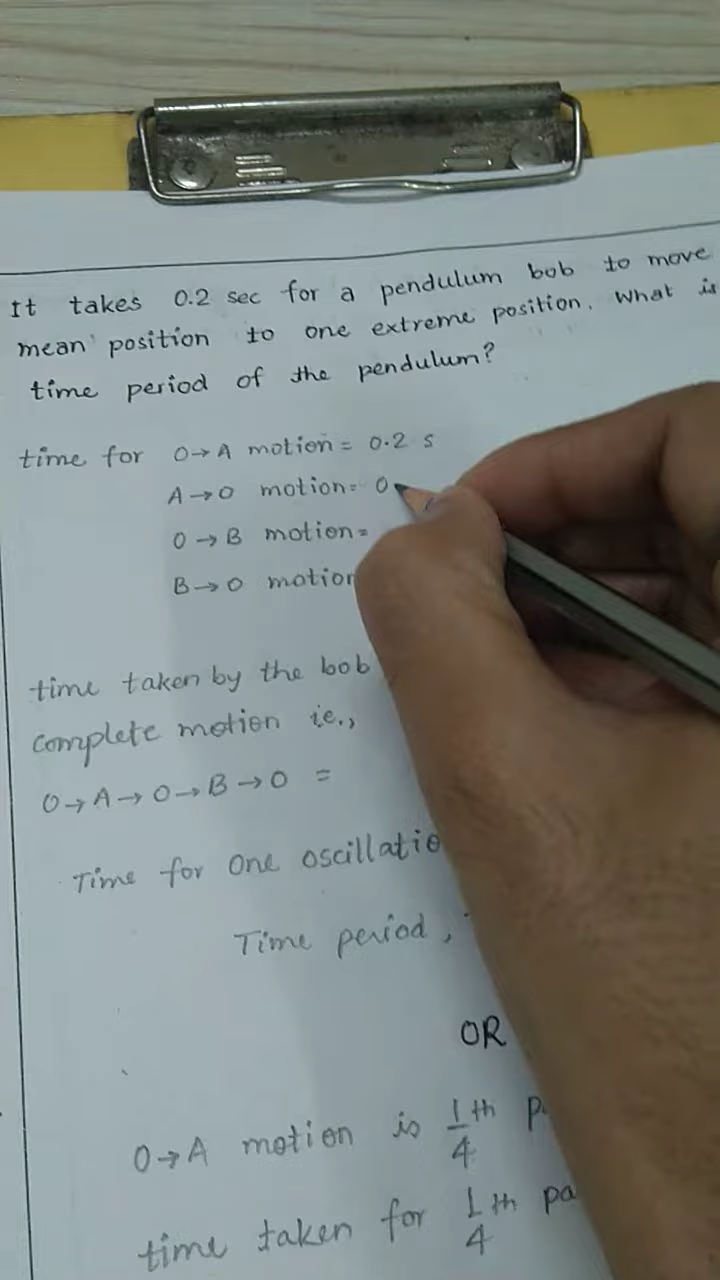 It takes 0.2 sec for a pendulum bob to move
mean position to one extreme position. What is
time period of the pendulum?
time for O→A motion = 0.2 s
A→O motion = 0.
O→B motion =
B→O motion
time taken by the bob
complete motion ie.,
O→A→O→B→O =
Time for one oscillatio
Time period,
OR
O→A motion is 1/4 th
time taken for 1/4 th pa